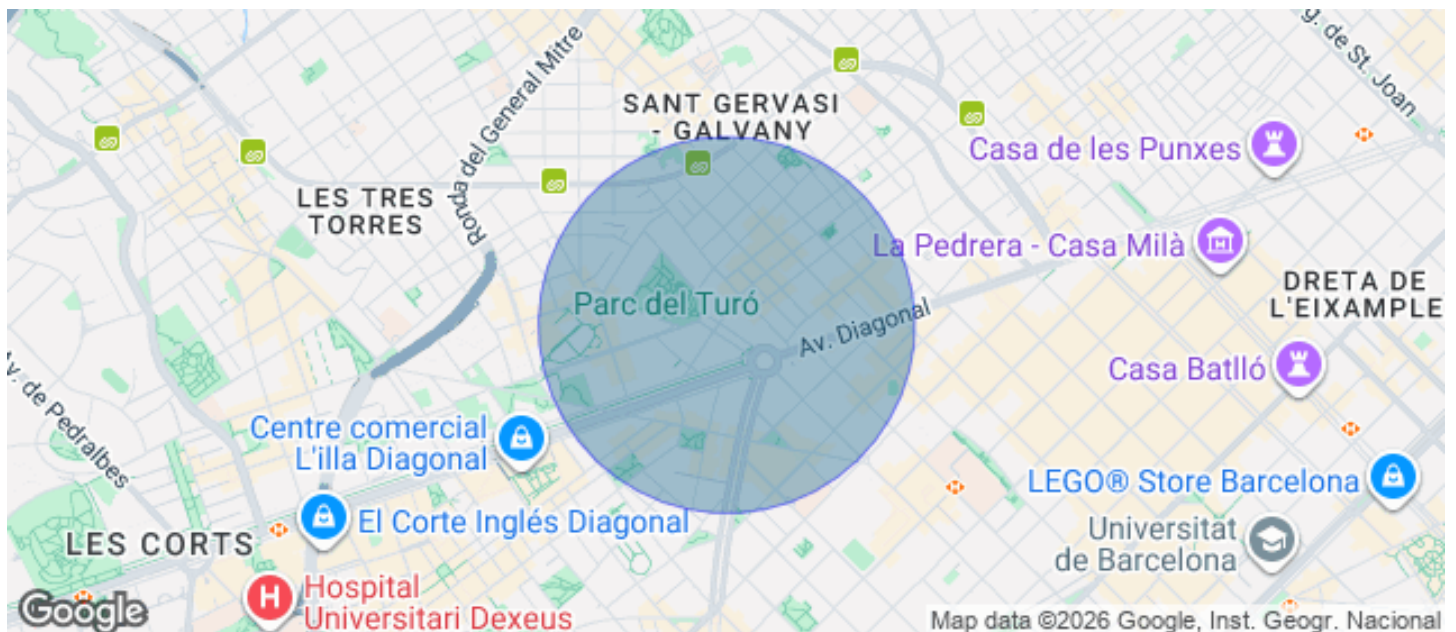 g. de St. Joan
Ronda del General Mitre
SANT GERVASI
- GALVANY
Casa de les Punxes
LES TRES
TORRES
La Pedrera - Casa Milà
DRETA DE
L'EIXAMPLE
Parc del Turó
Av. Diagonal
Casa Batlló
Av. de Pedralbes
Centre comercial
L'illa Diagonal
LEGO® Store Barcelona
El Corte Inglés Diagonal
LES CORTS
Universitat
de Barcelona
H
Hospital
Universitari Dexeus
Google
Map data ©2026 Google, Inst. Geogr. Nacional